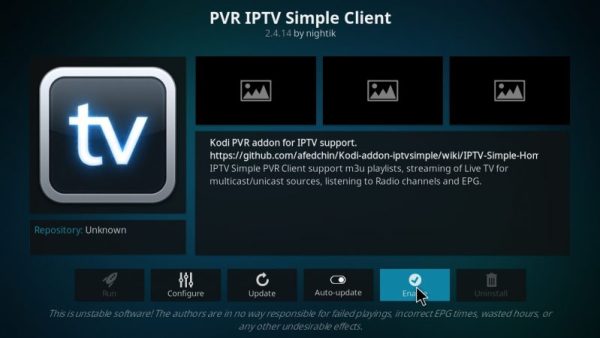 PVR IPTV Simple Client
2.4.14 by nightik
tv
Kodi PVR addon for IPTV support.
https://github.com/afedchin/Kodi-addon-iptvsimple/wiki/IPTV-Simple-Hom
IPTV Simple PVR Client support m3u playlists, streaming of Live TV for
multicast/unicast sources, listening to Radio channels and EPG.
Repository: Unknown
Run
Configure
Update
Auto-update
Uninstall
This is unstable software! The authors are in no way responsible for failed playings, incorrect EPG times, wasted hours, or
any other undesirable effects.